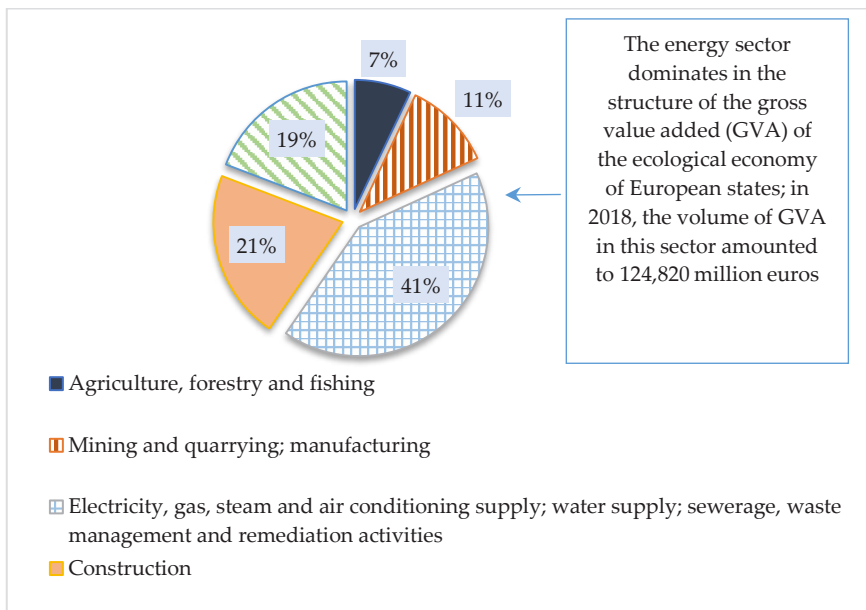 7%
11%
19%
21%
41%
The energy sector
dominates in the
structure of the gross
value added (GVA) of
the ecological economy
of European states; in
2018, the volume of GVA
in this sector amounted
to 124,820 million euros
Agriculture, forestry and fishing
Mining and quarrying; manufacturing
Electricity, gas, steam and air conditioning supply; water supply; sewerage, waste
management and remediation activities
Construction